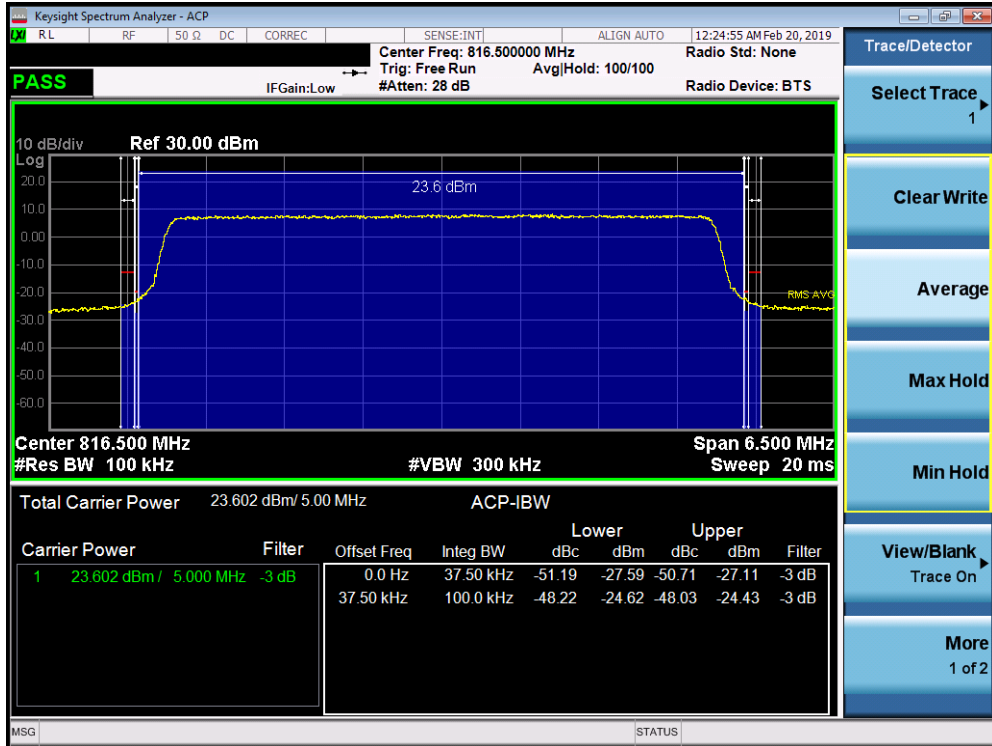 Keysight Spectrum Analyzer - ACP
LXI RL RF 50 Ω DC CORREC SENSE:INT ALIGN AUTO 12:24:55 AM Feb 20, 2019
Center Freq: 816.500000 MHz Radio Std: None
Trig: Free Run Avg|Hold: 100/100
PASS IFGain:Low #Atten: 28 dB Radio Device: BTS
10 dB/div Ref 30.00 dBm
Log
20.0
10.0
0.00
-10.0
-20.0
-30.0
-40.0
-50.0
-60.0
23.6 dBm
RMS AVG
Center 816.500 MHz Span 6.500 MHz
#Res BW 100 kHz #VBW 300 kHz Sweep 20 ms
Total Carrier Power 23.602 dBm/ 5.00 MHz ACP-IBW
Lower Upper
Carrier Power Filter Offset Freq Integ BW dBc dBm dBc dBm Filter
1 23.602 dBm / 5.000 MHz -3 dB 0.0 Hz 37.50 kHz -51.19 -27.59 -50.71 -27.11 -3 dB
37.50 kHz 100.0 kHz -48.22 -24.62 -48.03 -24.43 -3 dB
MSG STATUS
Trace/Detector
Select Trace
1
Clear Write
Average
Max Hold
Min Hold
View/Blank
Trace On
More
1 of 2